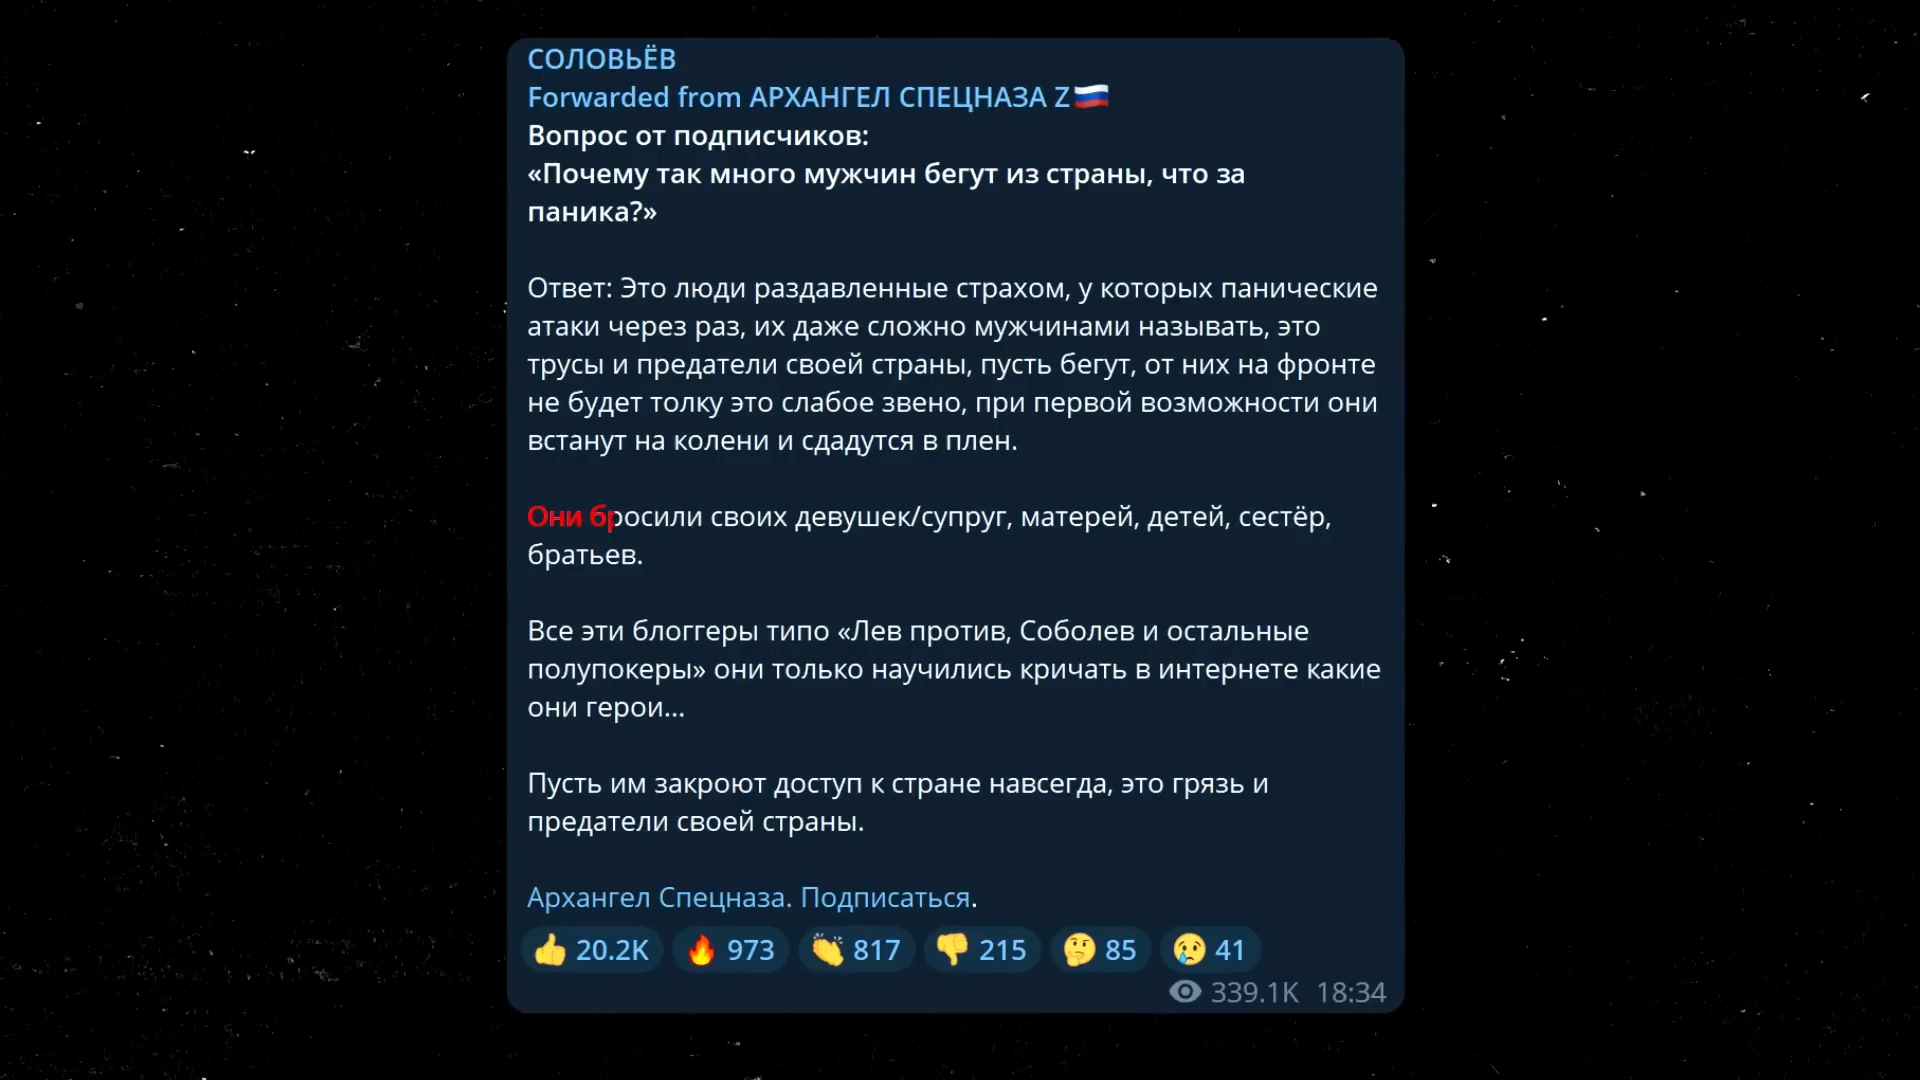 СОЛОВЬЁВ
Forwarded from АРХАНГЕЛ СПЕЦНАЗА Z🇷🇺
Вопрос от подписчиков:
«Почему так много мужчин бегут из страны, что за
паника?»
Ответ: Это люди раздавленные страхом, у которых панические
атаки через раз, их даже сложно мужчинами называть, это
трусы и предатели своей страны, пусть бегут, от них на фронте
не будет толку это слабое звено, при первой возможности они
встанут на колени и сдадутся в плен.
Они бросили своих девушек/супруг, матерей, детей, сестёр,
братьев.
Все эти блоггеры типо «Лев против, Соболев и остальные
полупокеры» они только научились кричать в интернете какие
они герои...
Пусть им закроют доступ к стране навсегда, это грязь и
предатели своей страны.
Архангел Спецназа. Подписаться.
👍 20.2K 🔥 973 👏 817 👎 215 🤔 85 😢 41
339.1K 18:34